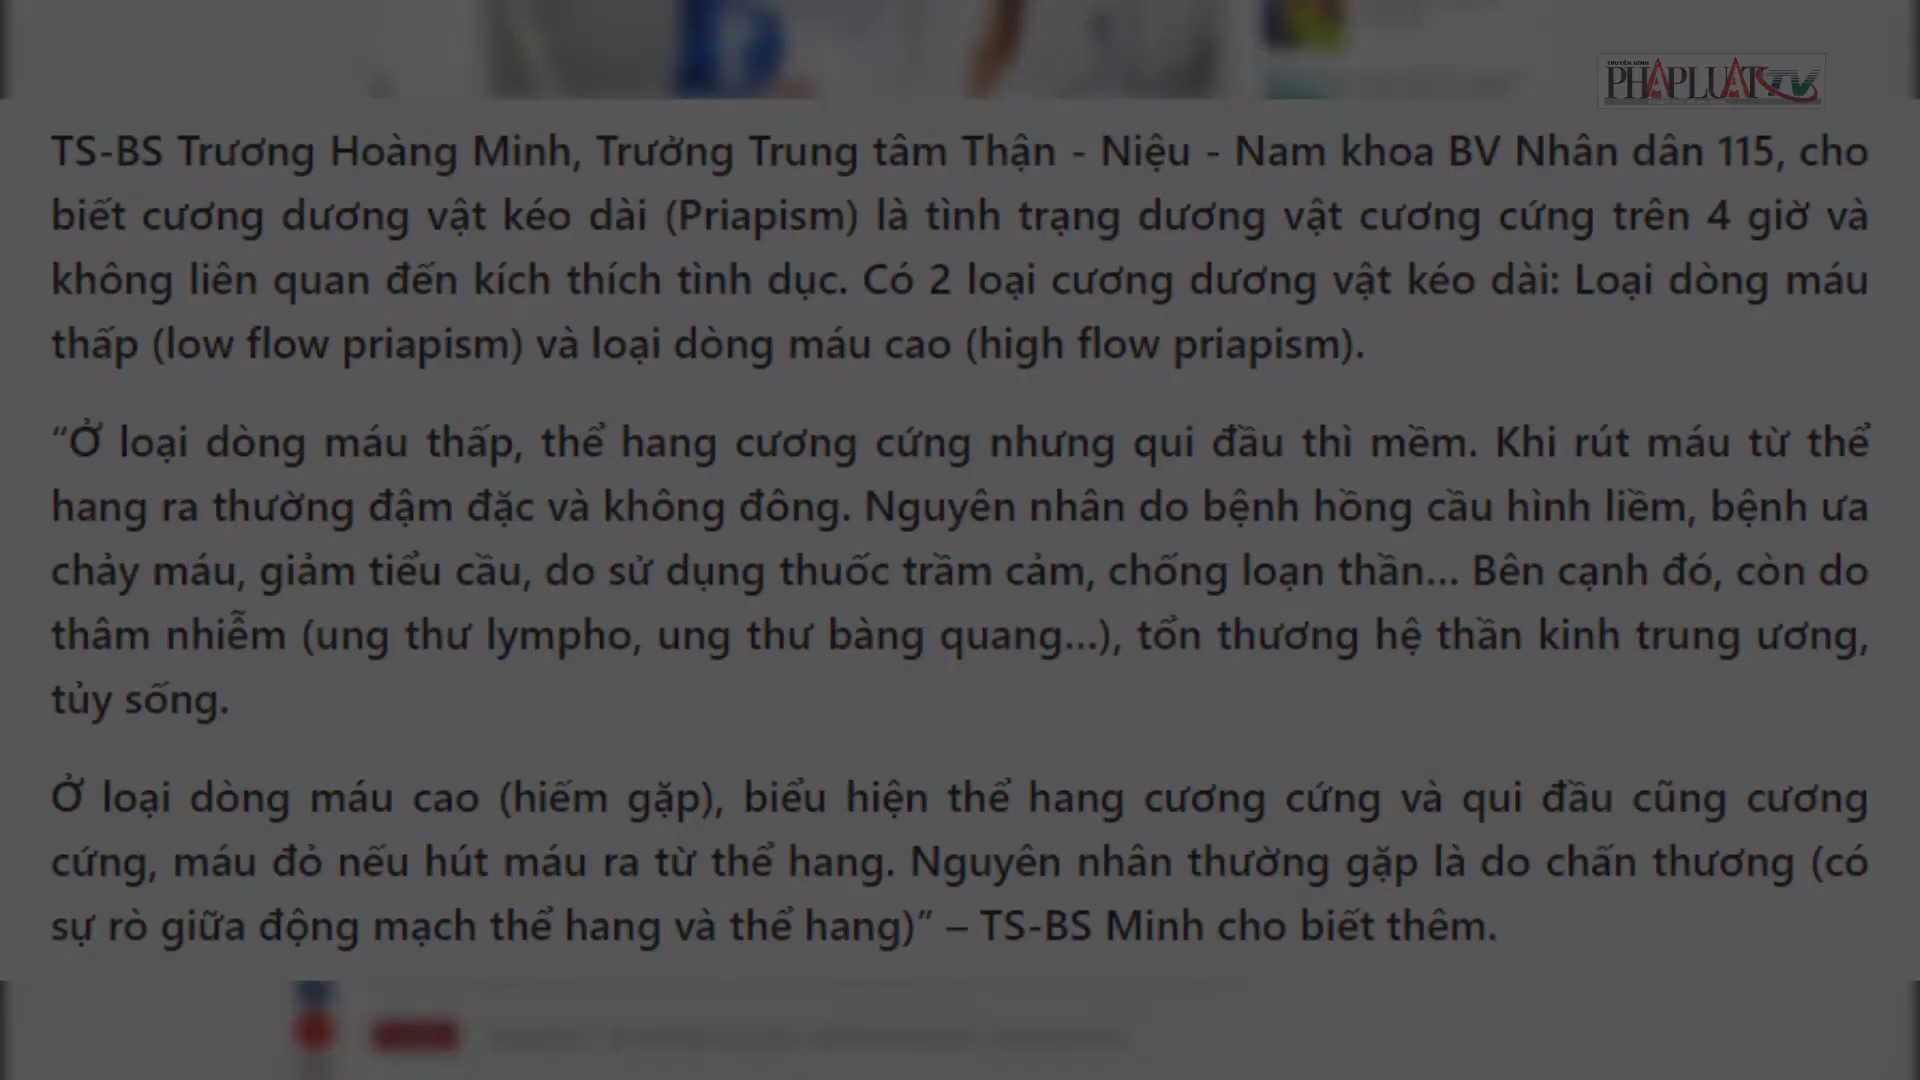 TRUYỀN HÌNH
PHÁP LUẬT TV
TS-BS Trương Hoàng Minh, Trưởng Trung tâm Thận - Niệu - Nam khoa BV Nhân dân 115, cho
biết cương dương vật kéo dài (Priapism) là tình trạng dương vật cương cứng trên 4 giờ và
không liên quan đến kích thích tình dục. Có 2 loại cương dương vật kéo dài: Loại dòng máu
thấp (low flow priapism) và loại dòng máu cao (high flow priapism).
“Ở loại dòng máu thấp, thể hang cương cứng nhưng qui đầu thì mềm. Khi rút máu từ thể
hang ra thường đậm đặc và không đông. Nguyên nhân do bệnh hồng cầu hình liềm, bệnh ưa
chảy máu, giảm tiểu cầu, do sử dụng thuốc trầm cảm, chống loạn thần... Bên cạnh đó, còn do
thâm nhiễm (ung thư lympho, ung thư bàng quang...), tổn thương hệ thần kinh trung ương,
tủy sống.
Ở loại dòng máu cao (hiếm gặp), biểu hiện thể hang cương cứng và qui đầu cũng cương
cứng, máu đỏ nếu hút máu ra từ thể hang. Nguyên nhân thường gặp là do chấn thương (có
sự rò giữa động mạch thể hang và thể hang)” – TS-BS Minh cho biết thêm.